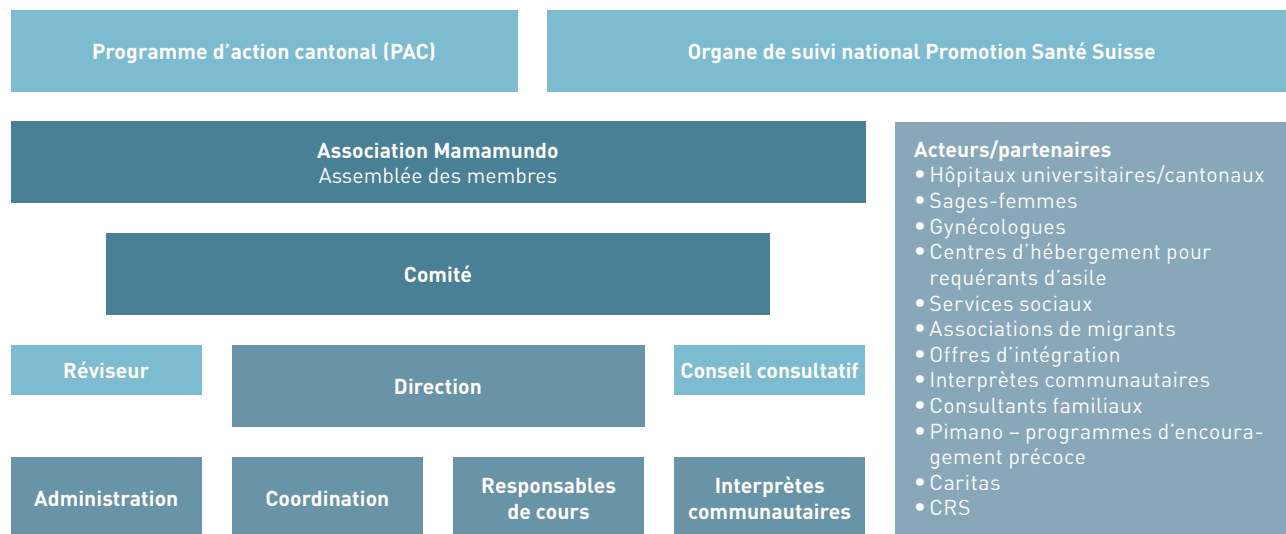 Programme d'action cantonal (PAC)
Organe de suivi national Promotion Santé Suisse
Association Mamamundo
Assemblée des membres
Comité
Réviseur
Direction
Conseil consultatif
Administration
Coordination
Responsables
de cours
Interprètes
communautaires
Acteurs/partenaires
• Hôpitaux universitaires/cantonaux
• Sages-femmes
• Gynécologues
• Centres d'hébergement pour
requérants d'asile
• Services sociaux
• Associations de migrants
• Offres d'intégration
• Interprètes communautaires
• Consultants familiaux
• Pimano – programmes d'encoura-
gement précoce
• Caritas
• CRS